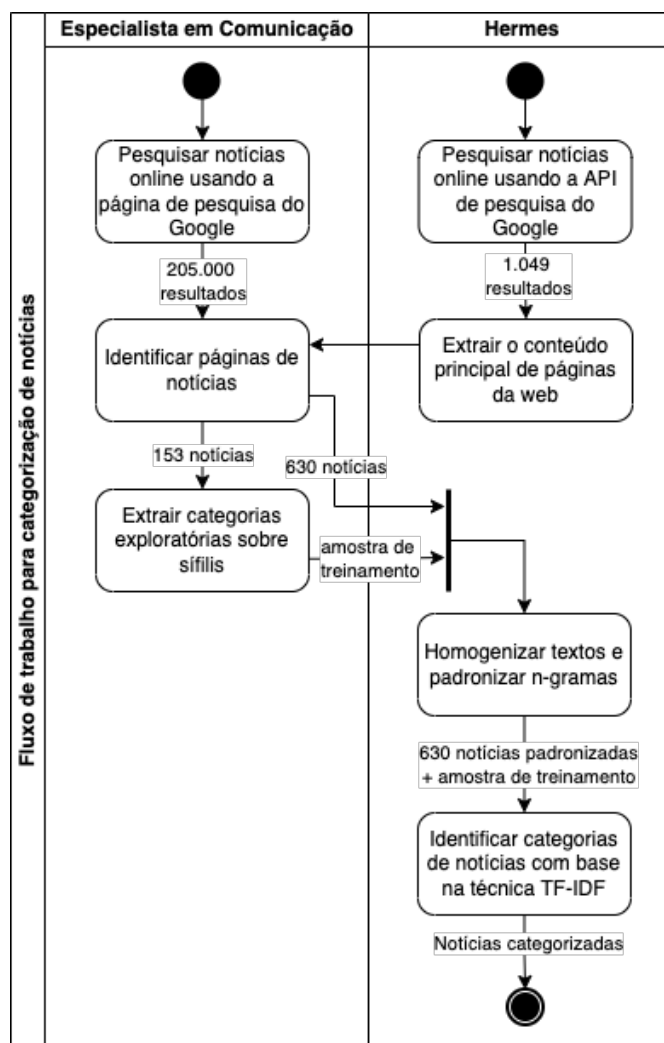 Fluxo de trabalho para categorização de notícias
Especialista em Comunicação
Hermes
Pesquisar notícias
online usando a
página de pesquisa do
Google
Pesquisar notícias
online usando a API
de pesquisa do
Google
205.000
resultados
1.049
resultados
Identificar páginas de
notícias
Extrair o conteúdo
principal de páginas
da web
153 notícias
630 notícias
Extrair categorias
exploratórias sobre
sífilis
amostra de
treinamento
Homogenizar textos e
padronizar n-gramas
630 notícias padronizadas
+ amostra de treinamento
Identificar categorias
de notícias com base
na técnica TF-IDF
Notícias categorizadas